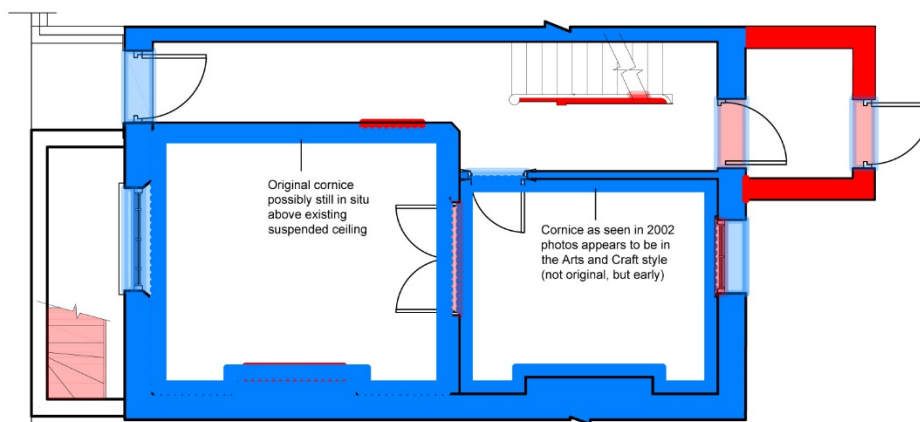 Original cornice
possibly still in situ
above existing
suspended ceiling
Cornice as seen in 2002
photos appears to be in
the Arts and Craft style
(not original, but early)